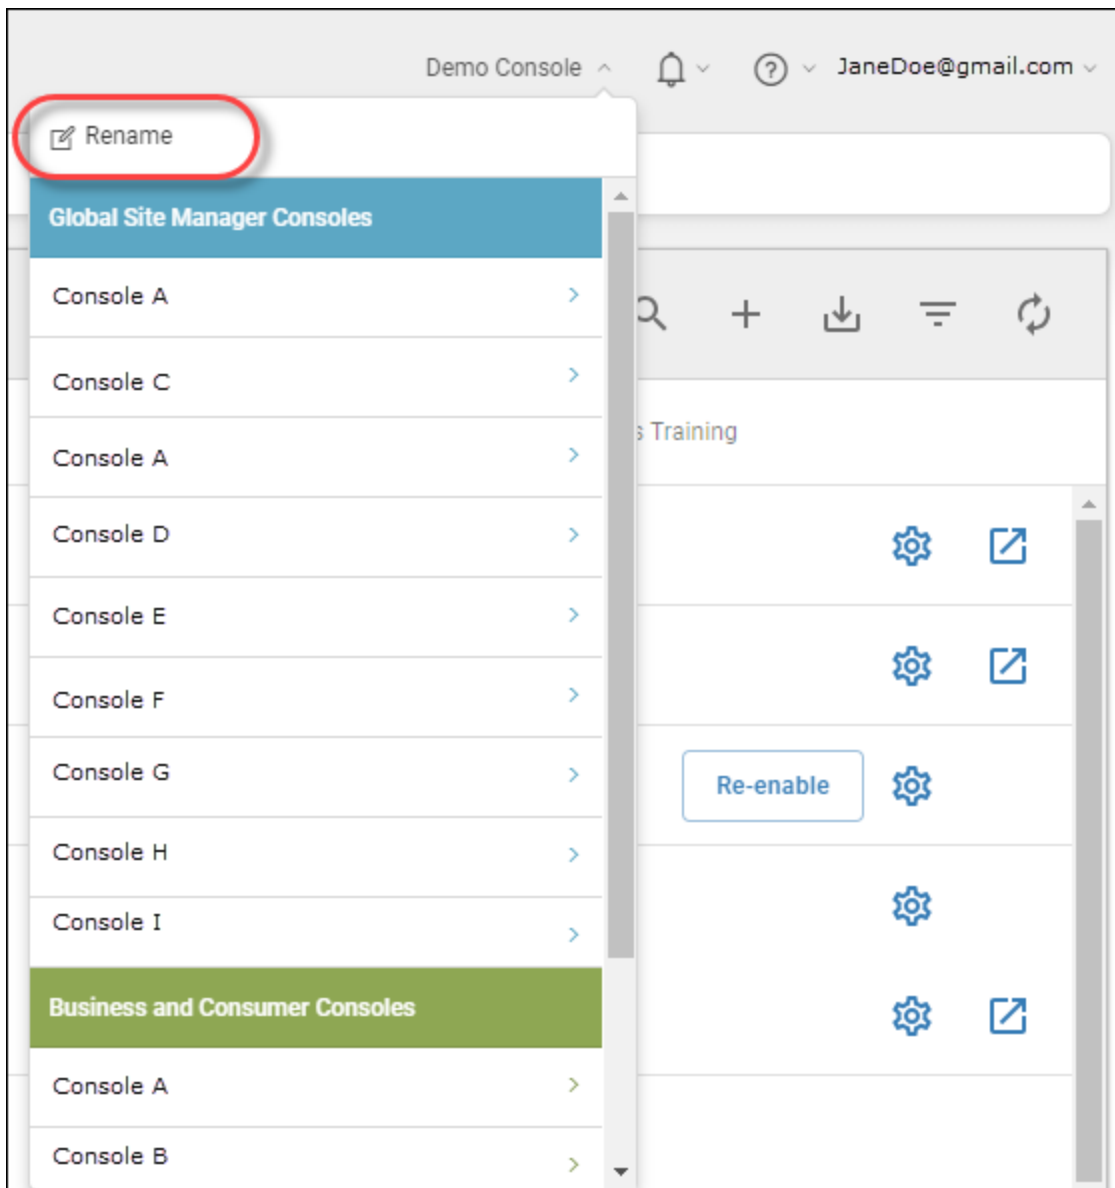 Demo Console
JaneDoe@gmail.com
Rename
Global Site Manager Consoles
Console A
Console C
Console A
s Training
Console D
Console E
Console F
Console G
Re-enable
Console H
Console I
Business and Consumer Consoles
Console A
Console B